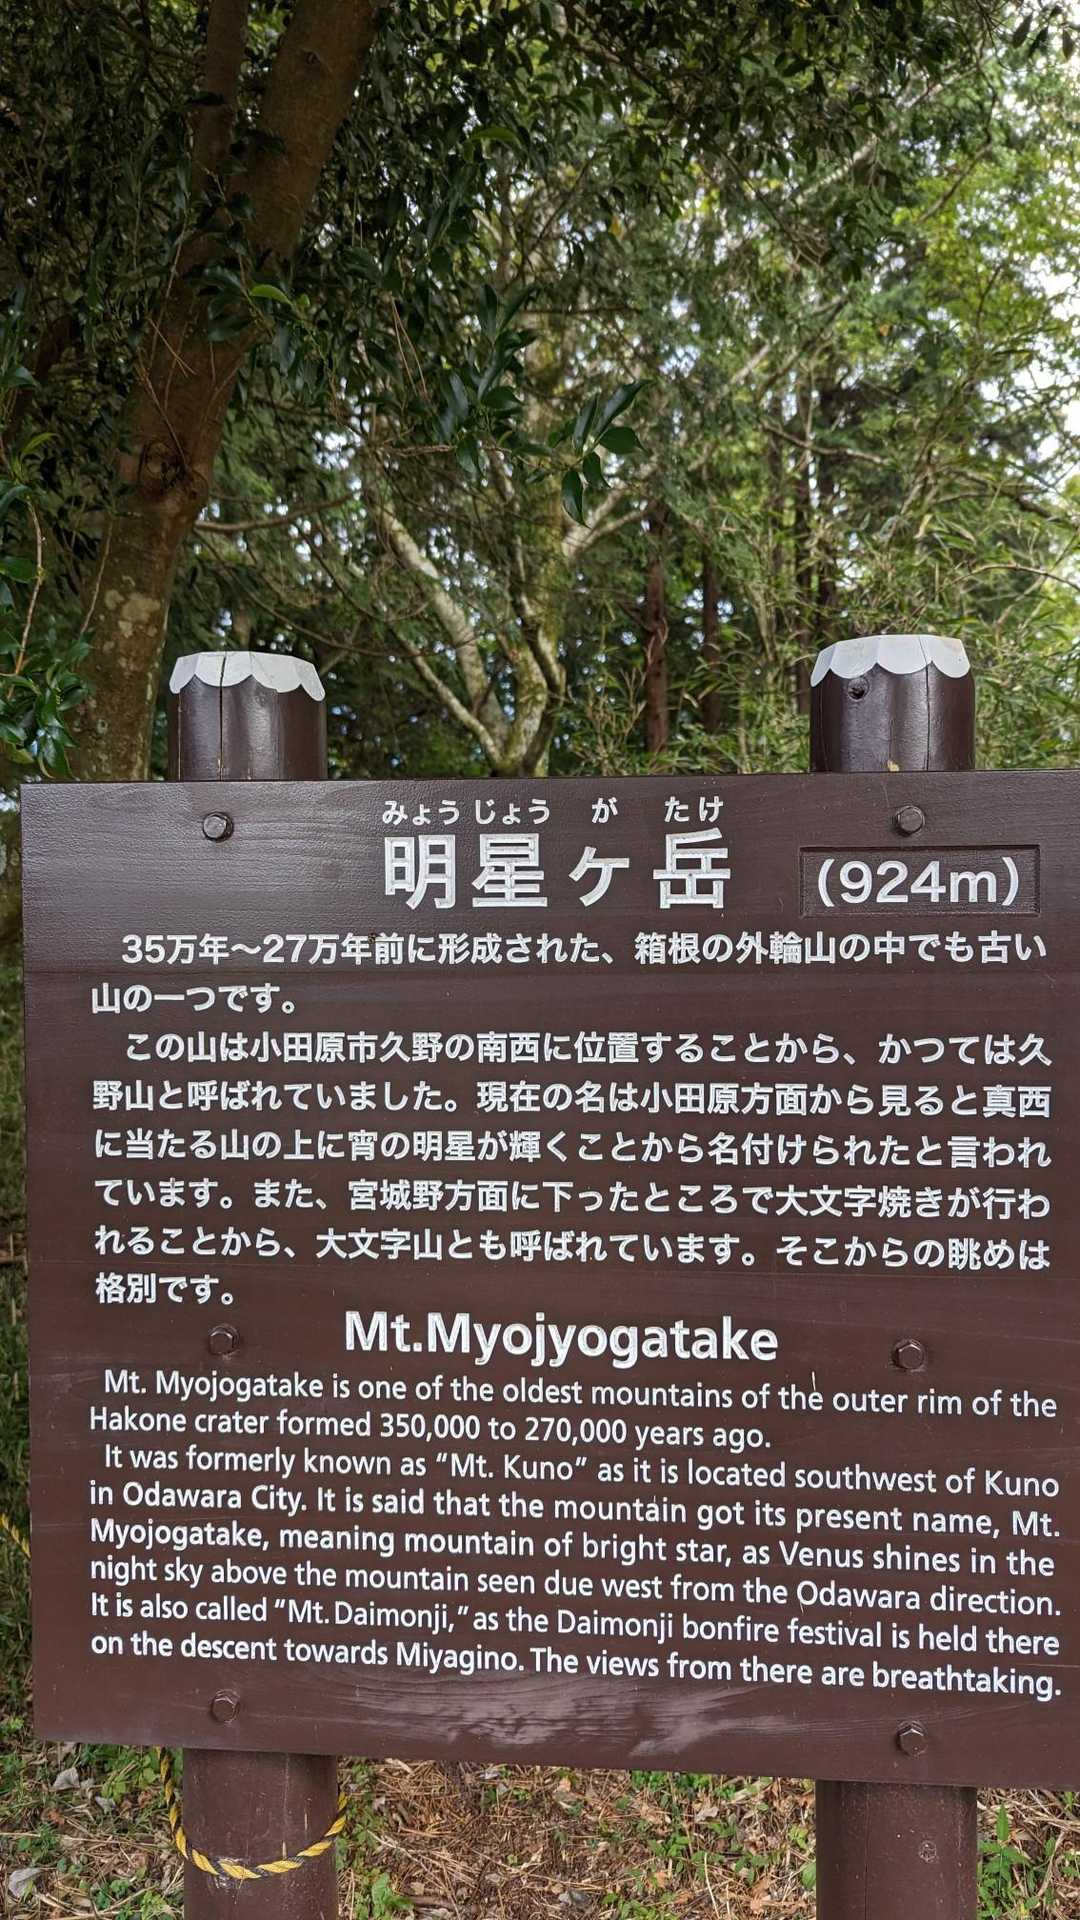 みょうじょう が たけ
明星ヶ岳 (924m)
35万年～27万年前に形成された、箱根の外輪山の中でも古い
山の一つです。
この山は小田原市久野の南西に位置することから、かつては久
野山と呼ばれていました。現在の名は小田原方面から見ると真西
に当たる山の上に宵の明星が輝くことから名付けられたと言われ
ています。また、宮城野方面に下ったところで大文字焼きが行わ
れることから、大文字山とも呼ばれています。そこからの眺めは
格別です。
Mt.Myojyogatake
Mt. Myojogatake is one of the oldest mountains of the outer rim of the
Hakone crater formed 350,000 to 270,000 years ago.
It was formerly known as “Mt. Kuno” as it is located southwest of Kuno
in Odawara City. It is said that the mountain got its present name, Mt.
Myojogatake, meaning mountain of bright star, as Venus shines in the
night sky above the mountain seen due west from the Odawara direction.
It is also called “Mt. Daimonji,” as the Daimonji bonfire festival is held there
on the descent towards Miyagino. The views from there are breathtaking.